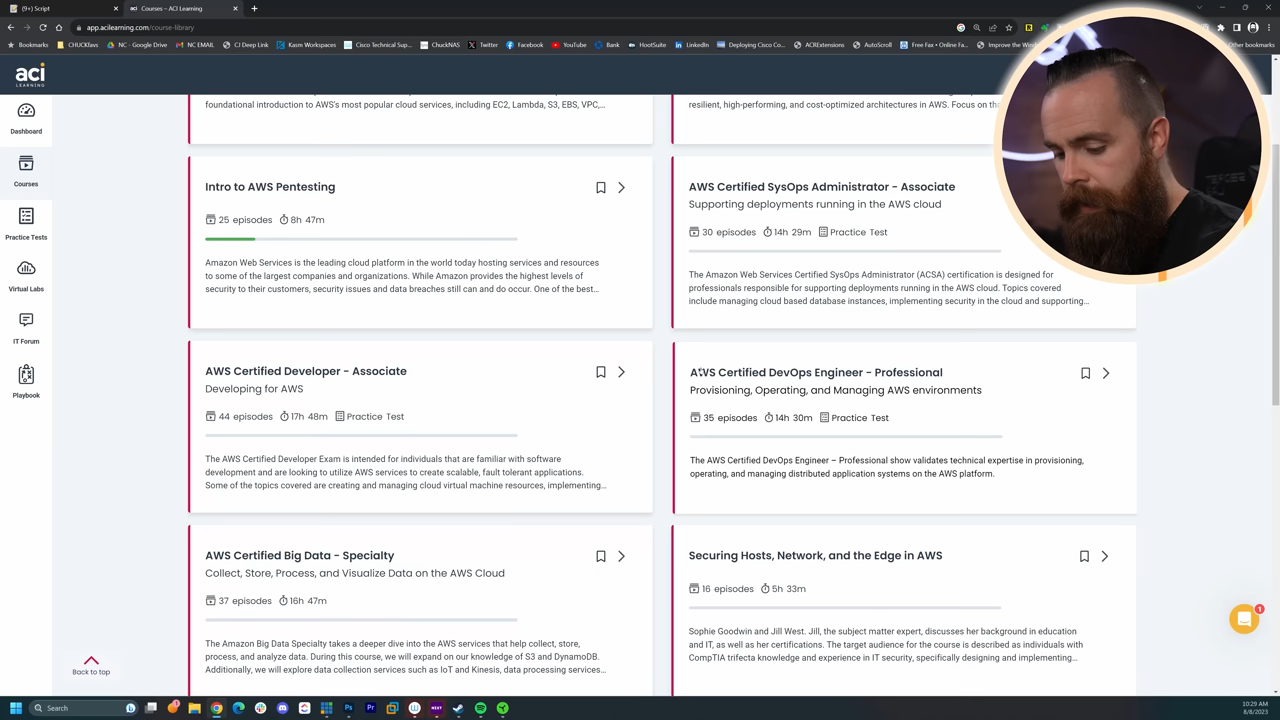 (9+) Script
Courses – ACI Learning
app.acilearning.com/course-library
Bookmarks
CHUCKfavs
NC - Google Drive
NC EMAIL
CJ Deep Link
Kasm Workspaces
Cisco Technical Sup...
ChuckNAS
Twitter
Facebook
YouTube
Bank
HootSuite
LinkedIn
Deploying Cisco Co...
ACRExtensions
AutoScroll
Free Fax • Online Fa...
Improve the Win
Other bookmarks
aci
LEARNING
Dashboard
Courses
Practice Tests
Virtual Labs
IT Forum
Playbook
foundational introduction to AWS's most popular cloud services, including EC2, Lambda, S3, EBS, VPC,...
resilient, high-performing, and cost-optimized architectures in AWS. Focus on tha
Intro to AWS Pentesting
25 episodes 8h 47m
Amazon Web Services is the leading cloud platform in the world today hosting services and resources
to some of the largest companies and organizations. While Amazon provides the highest levels of
security to their customers, security issues and data breaches still can and do occur. One of the best...
AWS Certified SysOps Administrator - Associate
Supporting deployments running in the AWS cloud
30 episodes 14h 29m Practice Test
The Amazon Web Services Certified SysOps Administrator (ACSA) certification is designed for
professionals responsible for supporting deployments running in the AWS cloud. Topics covered
include managing cloud based database instances, implementing security in the cloud and supporting...
AWS Certified Developer - Associate
Developing for AWS
44 episodes 17h 48m Practice Test
The AWS Certified Developer Exam is intended for individuals that are familiar with software
development and are looking to utilize AWS services to create scalable, fault tolerant applications.
Some of the topics covered are creating and managing cloud virtual machine resources, implementing...
AWS Certified DevOps Engineer - Professional
Provisioning, Operating, and Managing AWS environments
35 episodes 14h 30m Practice Test
The AWS Certified DevOps Engineer – Professional show validates technical expertise in provisioning,
operating, and managing distributed application systems on the AWS platform.
AWS Certified Big Data - Specialty
Collect, Store, Process, and Visualize Data on the AWS Cloud
37 episodes 16h 47m
The Amazon Big Data Specialty takes a deeper dive into the AWS services that help collect, store,
process, and analyze data. During this course, we will expand on our knowledge of S3 and DynamoDB.
Additionally, we will explore data collection services such as IoT and Kinesis, data processing services...
Securing Hosts, Network, and the Edge in AWS
16 episodes 5h 33m
Sophie Goodwin and Jill West. Jill, the subject matter expert, discusses her background in education
and IT, as well as her certifications. The target audience for the course is described as individuals with
CompTIA trifecta knowledge and experience in IT security, specifically designing and implementing...
Back to top
1
Search
10:29 AM
8/8/2023